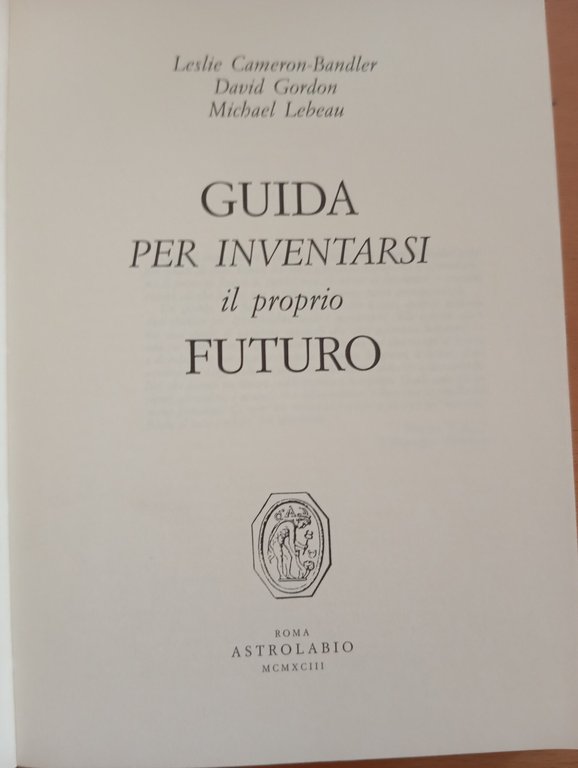 Leslie Cameron-Bandler
David Gordon
Michael Lebeau
GUIDA
PER INVENTARSI
il proprio
FUTURO
ROMA
ASTROLABIO
MCMXCIII